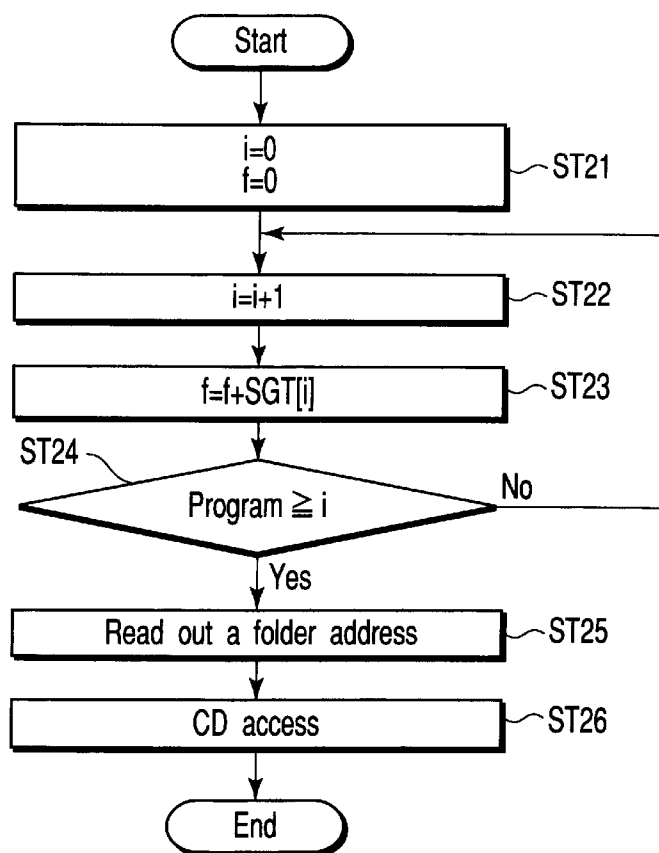 Start
i=0
f=0
ST21
i=i+1
ST22
f=f+SGT[i]
ST23
ST24
Program ≧ i
No
Yes
Read out a folder address
ST25
CD access
ST26
End